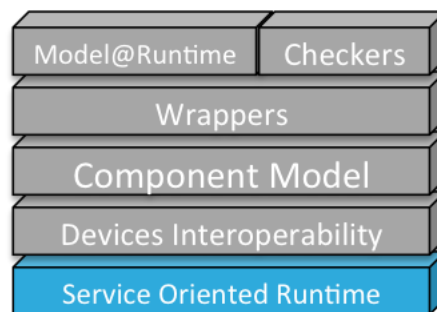 Model@Runtime Checkers
Wrappers
Component Model
Devices Interoperability
Service Oriented Runtime